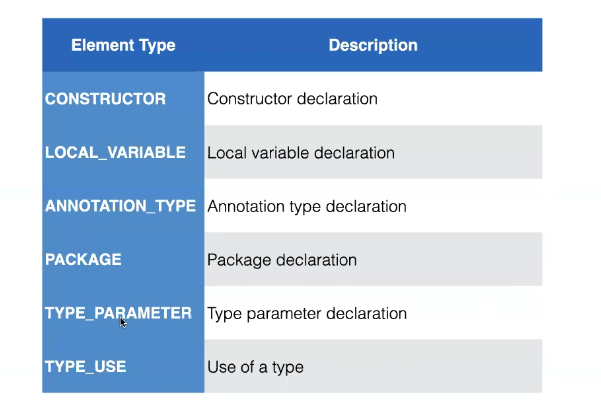 Element Type Description
CONSTRUCTOR Constructor declaration
LOCAL_VARIABLE Local variable declaration
ANNOTATION_TYPE Annotation type declaration
PACKAGE Package declaration
TYPE_PARAMETER Type parameter declaration
TYPE_USE Use of a type